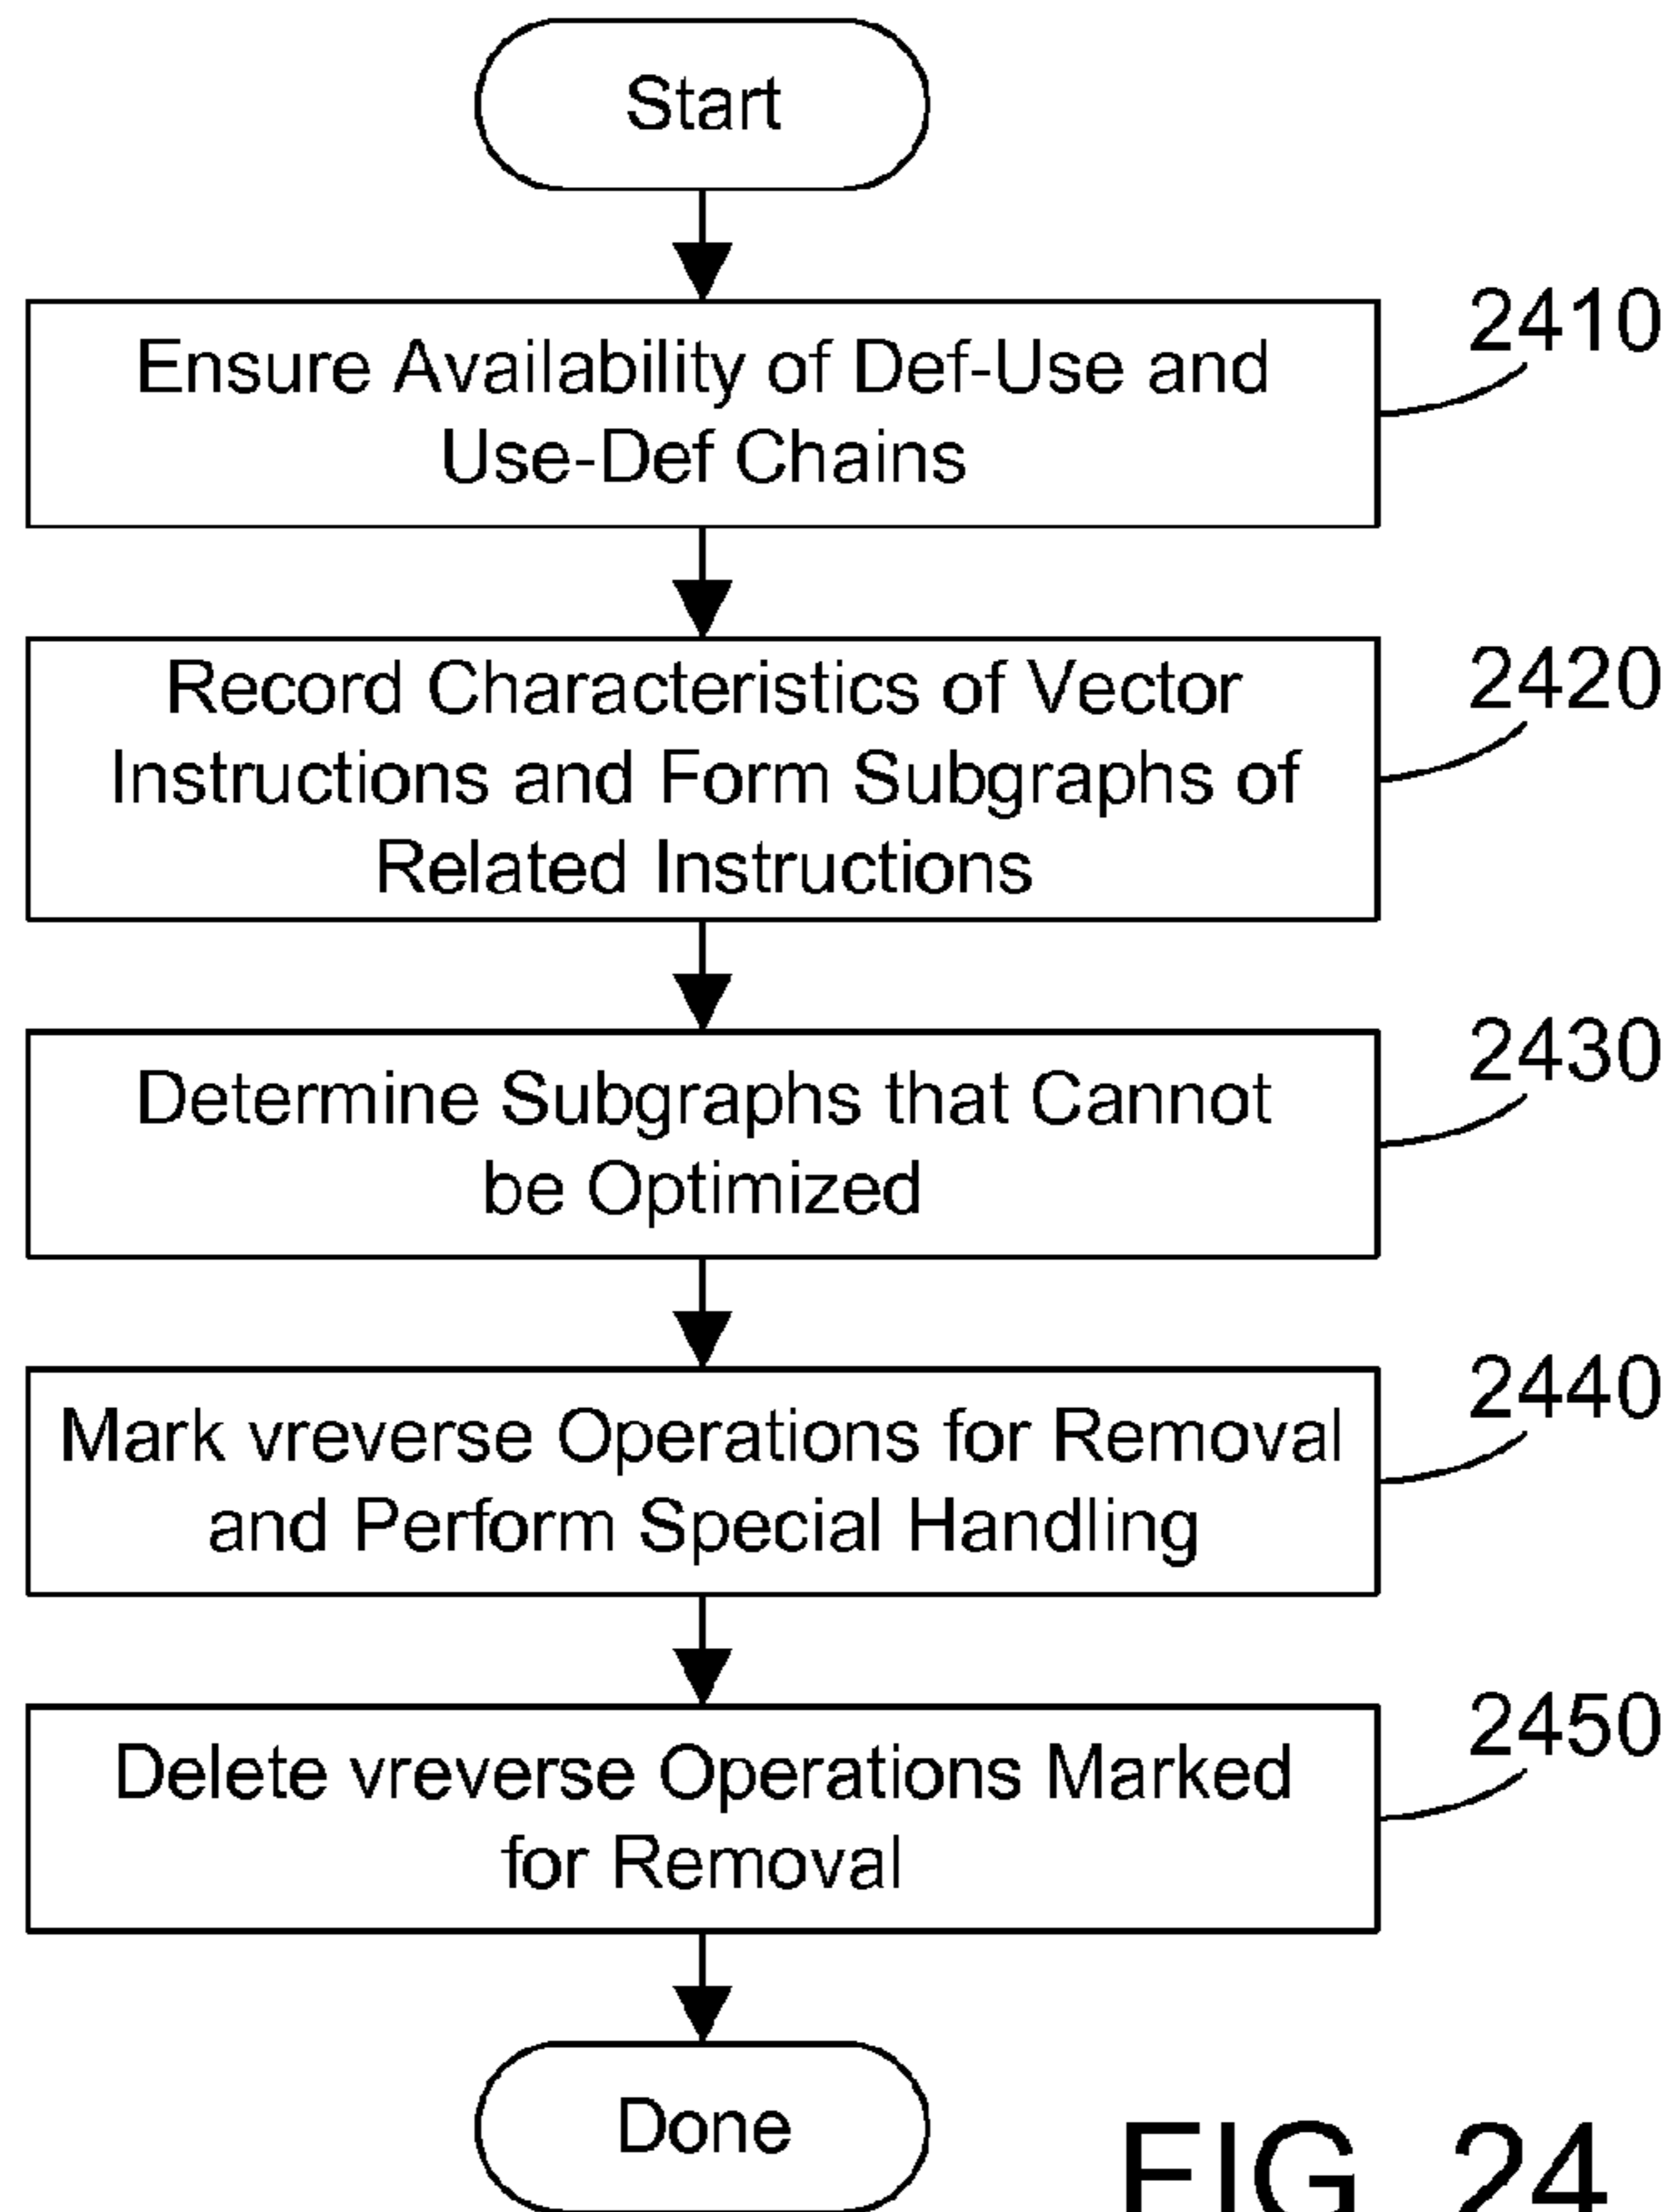 Start
2410
Ensure Availability of Def-Use and
Use-Def Chains
2420
Record Characteristics of Vector
Instructions and Form Subgraphs of
Related Instructions
2430
Determine Subgraphs that Cannot
be Optimized
2440
Mark vreverse Operations for Removal
and Perform Special Handling
2450
Delete vreverse Operations Marked
for Removal
Done
FIG. 24